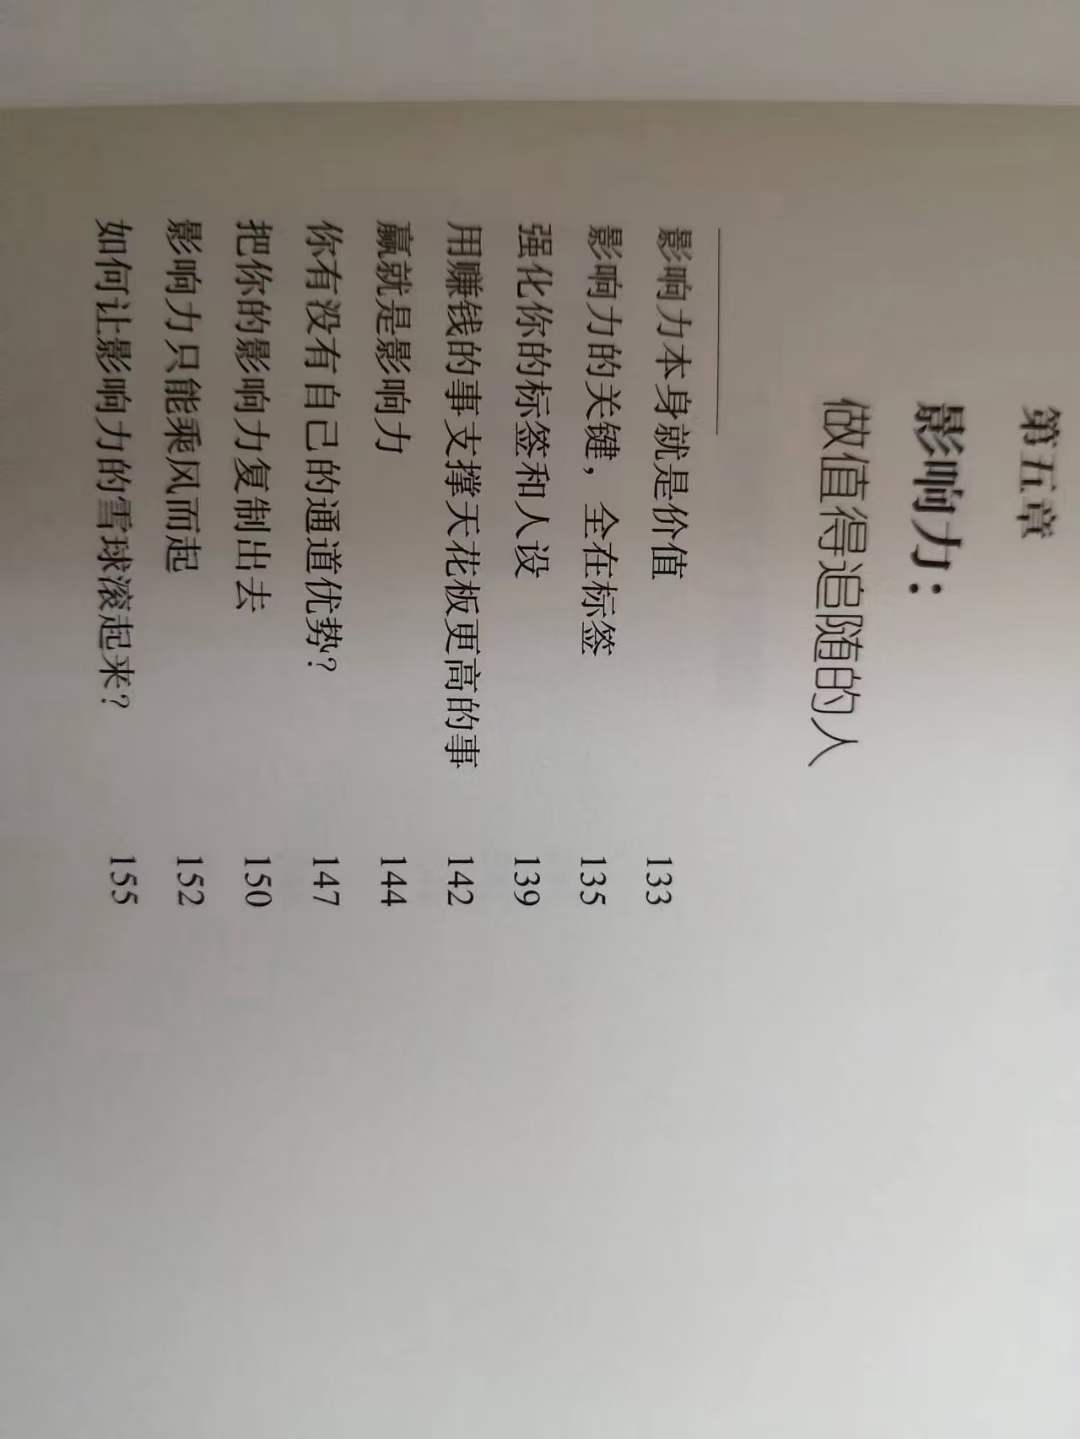 第五章
影响力：
做值得追随的人
影响力本身就是价值 133
影响力的关键，全在标签 135
强化你的标签和人设 139
用赚钱的事支撑天花板更高的事 142
赢就是影响力 144
你有没有自己的通道优势？ 147
把你的影响力复制出去 150
影响力只能乘风而起 152
如何让影响力的雪球滚起来？ 155